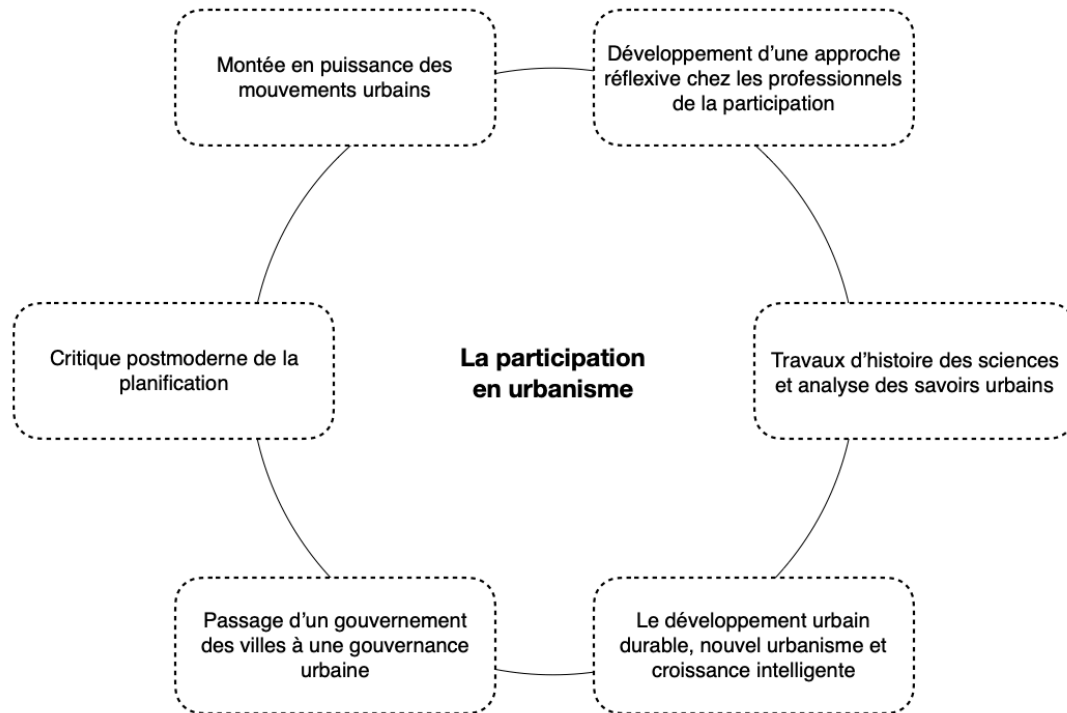 Montée en puissance des
mouvements urbains
Développement d’une approche
réflexive chez les professionnels
de la participation
Critique postmoderne de la
planification
La participation
en urbanisme
Travaux d’histoire des sciences
et analyse des savoirs urbains
Passage d’un gouvernement
des villes à une gouvernance
urbaine
Le développement urbain
durable, nouvel urbanisme et
croissance intelligente